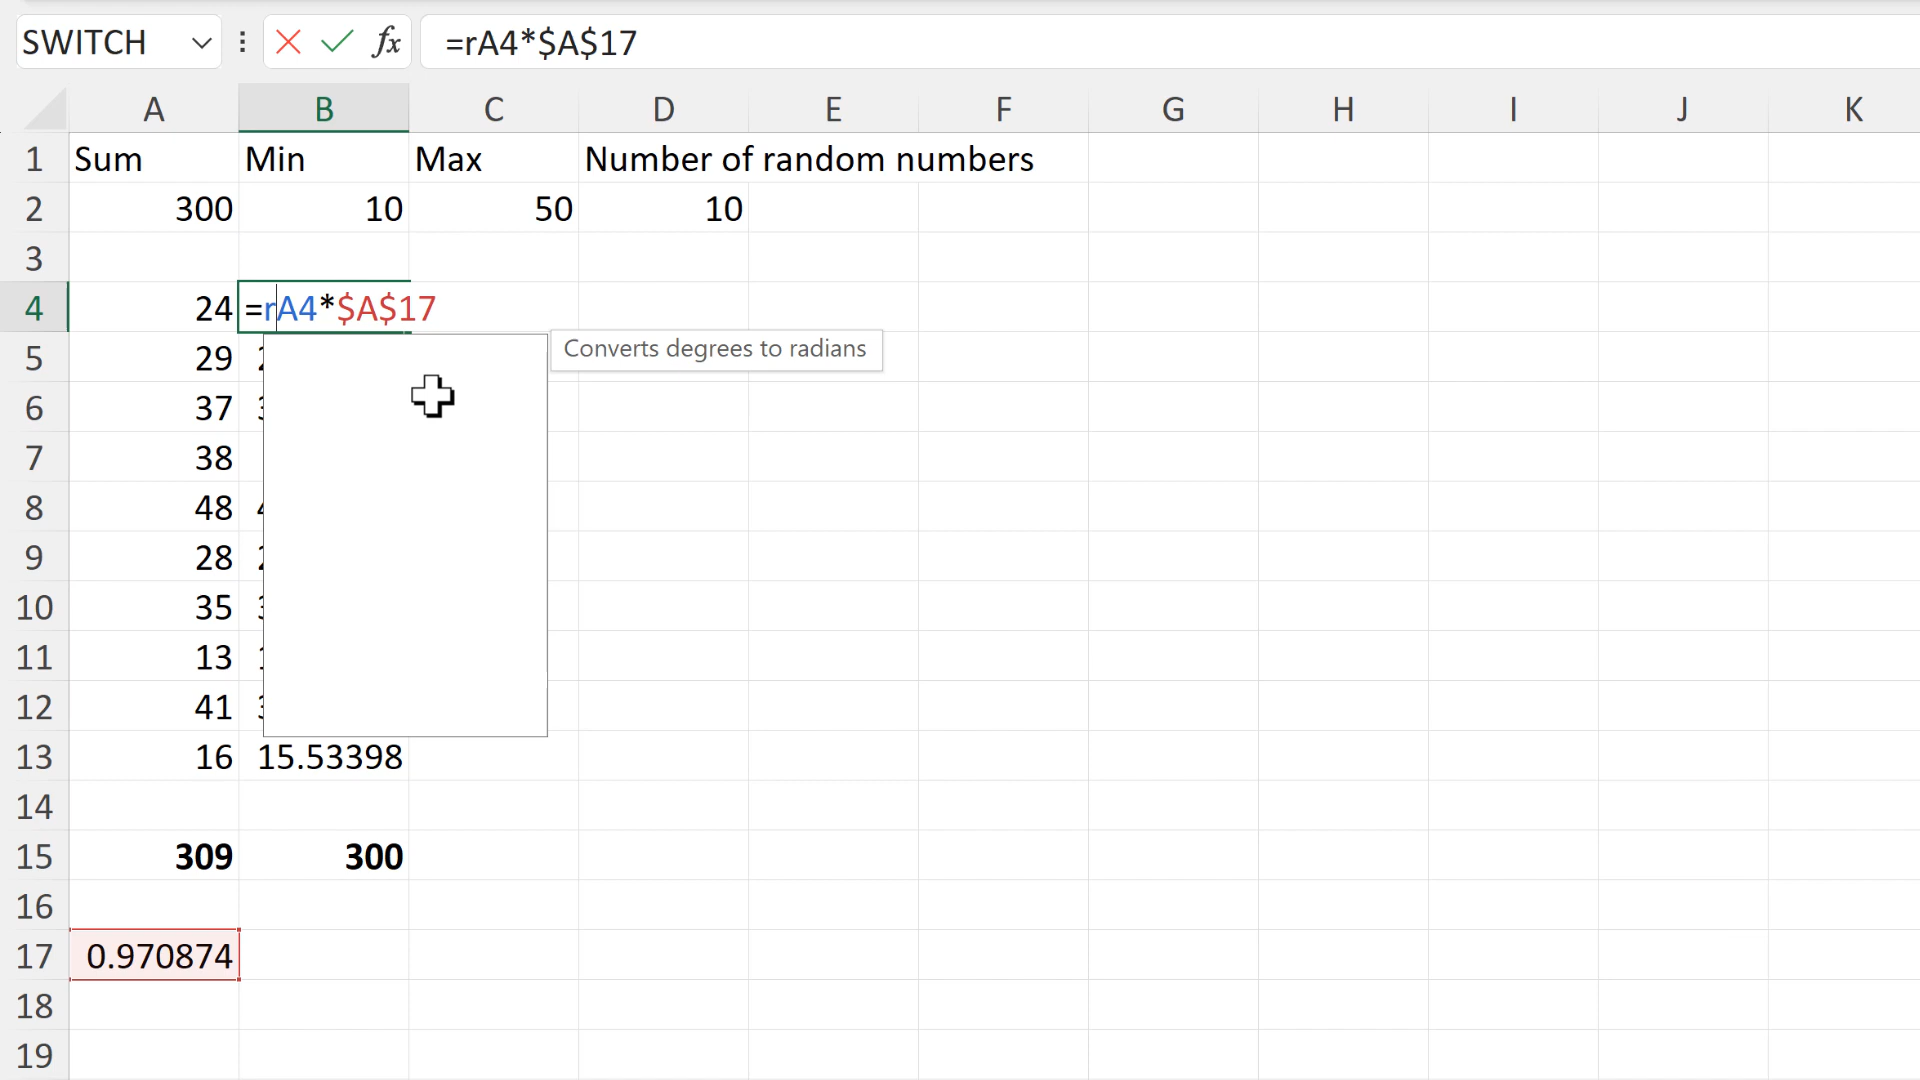 SWITCH =rA4*$A$17
A B C D E F G H I J K
1 Sum Min Max Number of random numbers
2 300 10 50 10
3
4 24 =rA4*$A$17
Converts degrees to radians
5 29
6 37
7 38
8 48
9 28
10 35
11 13
12 41
13 16 15.53398
14
15 309 300
16
17 0.970874
18
19